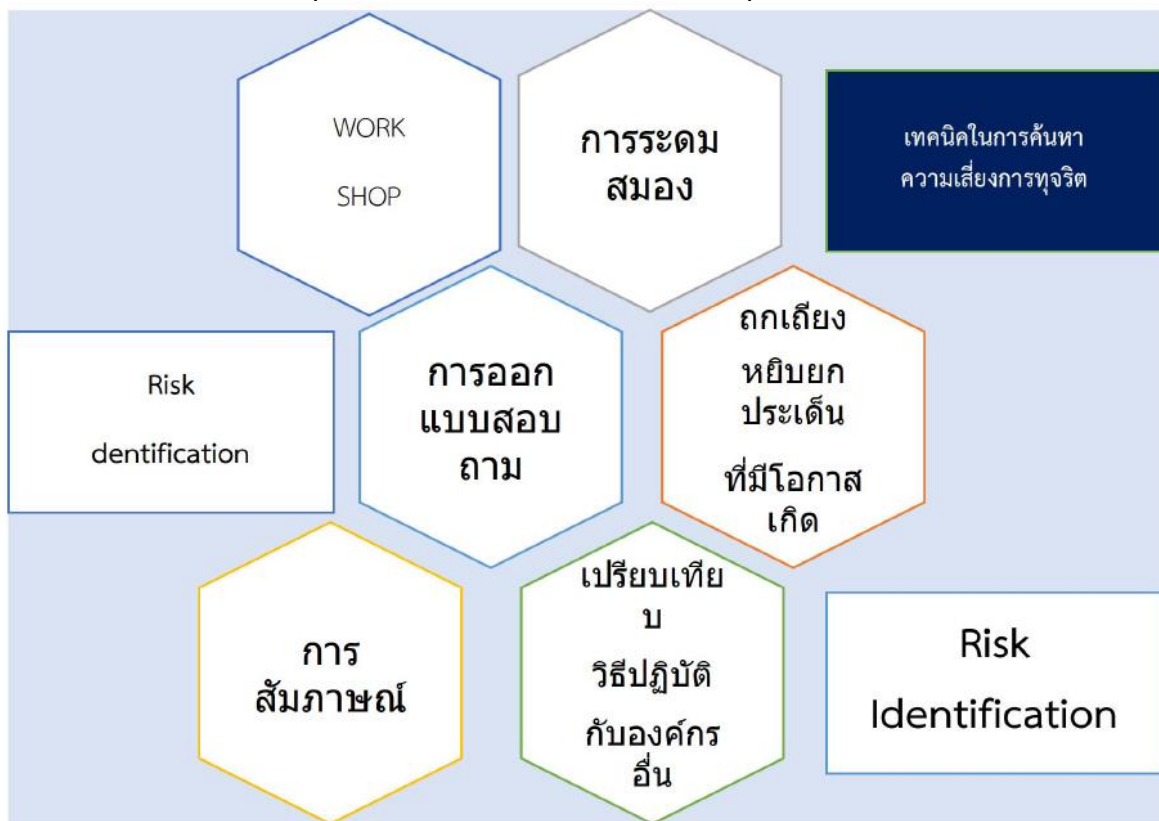 WORK
SHOP
การระดม
สมอง
เทคนิคในการค้นหา
ความเสี่ยงการทุจริต
Risk
dentification
การออก
แบบสอบ
ถาม
ถกเถียง
หยิบยก
ประเด็น
ที่มีโอกาส
เกิด
การ
สัมภาษณ์
เปรียบเทีย
บ
วิธีปฏิบัติ
กับองค์กร
อื่น
Risk
Identification